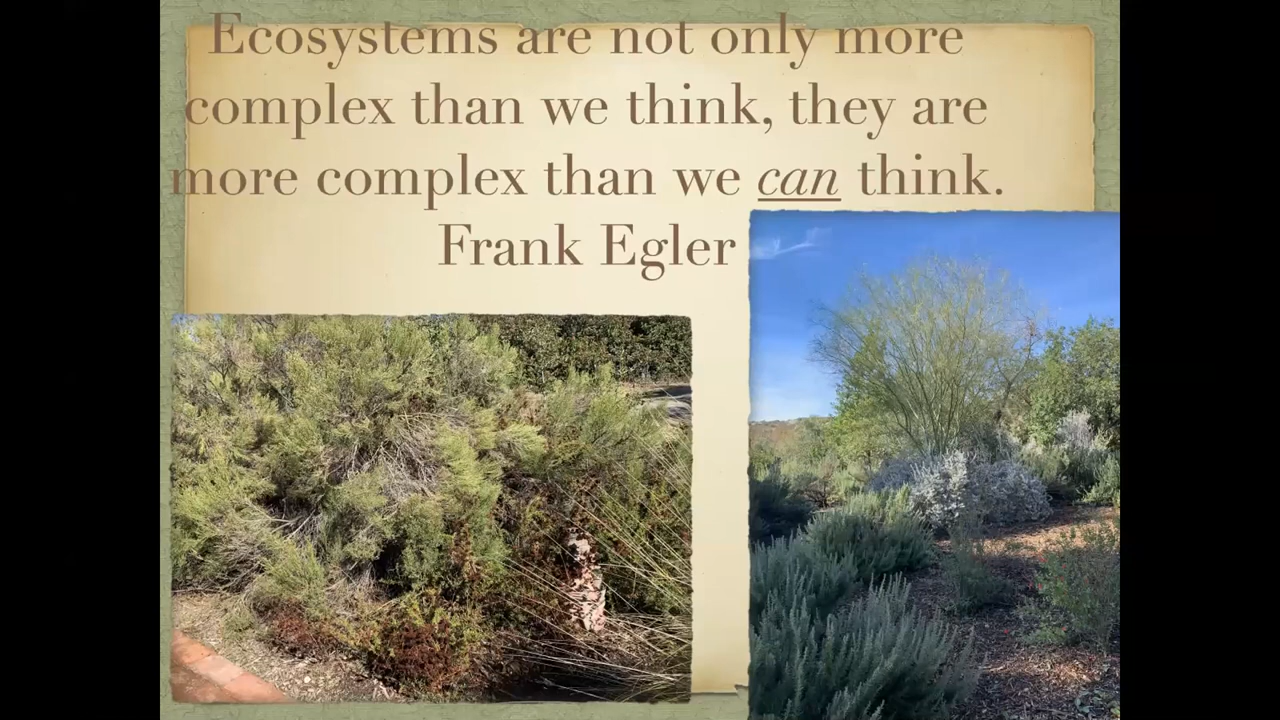 Ecosystems are not only more
complex than we think, they are
more complex than we can think.
Frank Egler